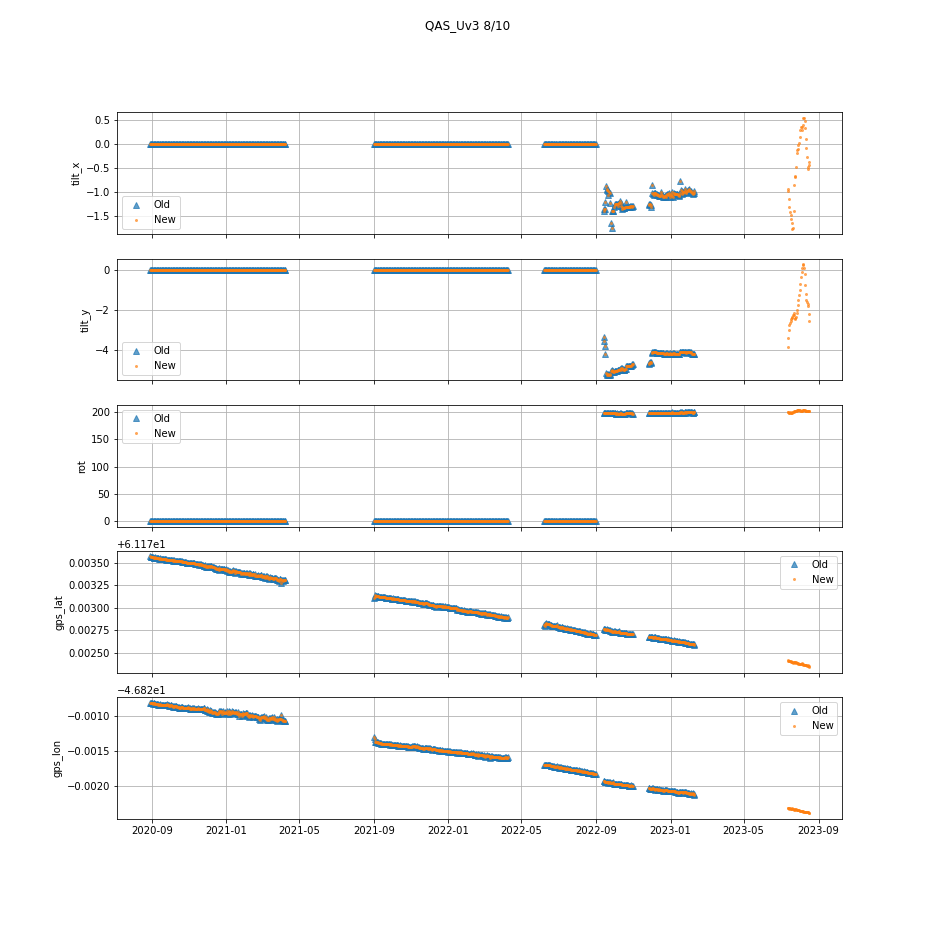 QAS_Uv3 8/10
0.5
0.0
−0.5
−1.0
−1.5
tilt_x
Old
New
0
−2
−4
tilt_y
Old
New
200
150
100
50
0
rot
Old
New
+6.117e1
0.00350
0.00325
0.00300
0.00275
0.00250
gps_lat
Old
New
−4.682e1
−0.0010
−0.0015
−0.0020
gps_lon
Old
New
2020-09 2021-01 2021-05 2021-09 2022-01 2022-05 2022-09 2023-01 2023-05 2023-09